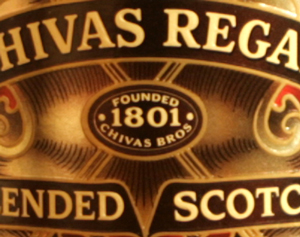 HIVAS REGA
FOUNDED
· 1801 ·
CHIVAS BROS
ENDED SCOTC